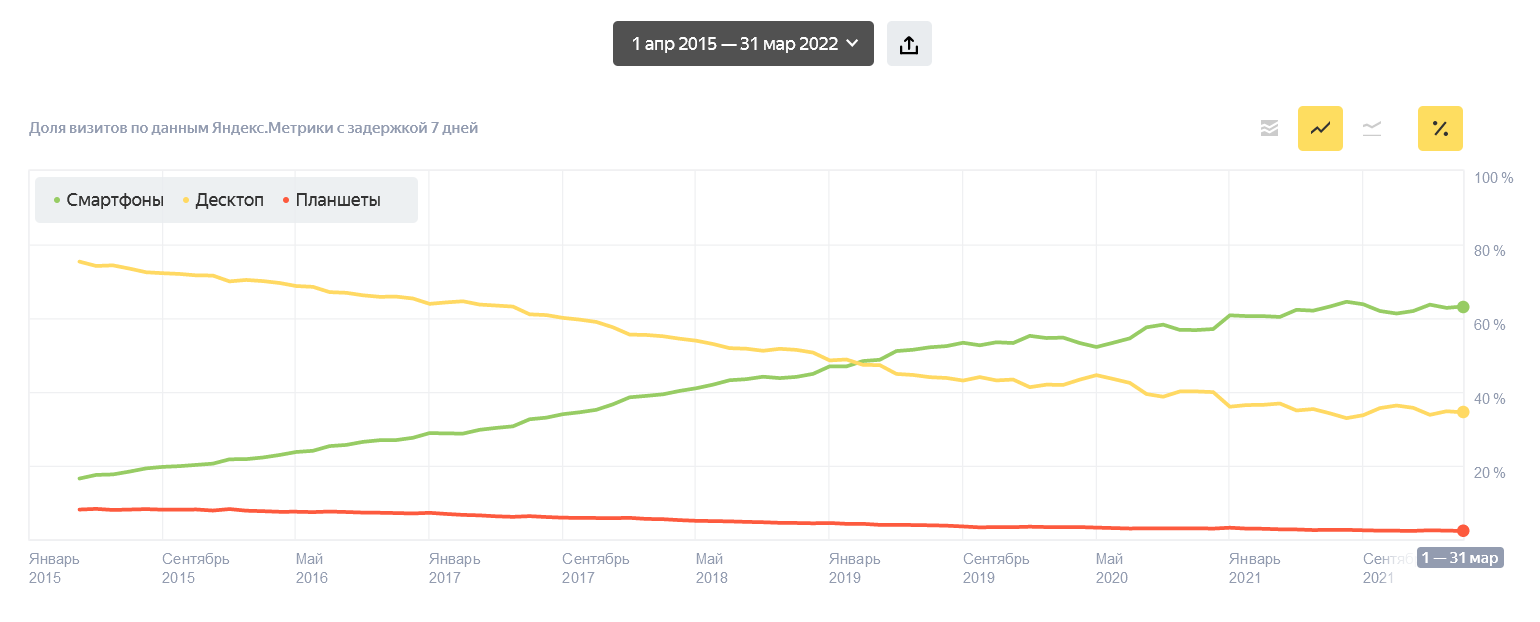 1 апр 2015 — 31 мар 2022
Доля визитов по данным Яндекс.Метрики с задержкой 7 дней
Смартфоны Десктоп Планшеты
100 %
80 %
60 %
40 %
20 %
Январь 2015
Сентябрь 2015
Май 2016
Январь 2017
Сентябрь 2017
Май 2018
Январь 2019
Сентябрь 2019
Май 2020
Январь 2021
Сентяб 2021
1 — 31 мар